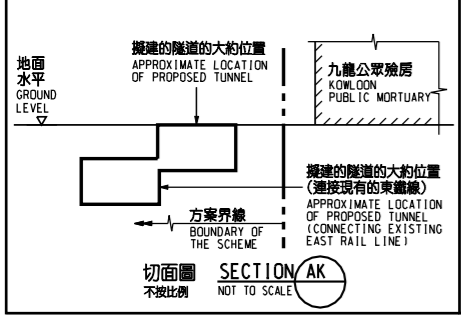 擬建的隧道的大約位置
APPROXIMATE LOCATION
OF PROPOSED TUNNEL
地面
水平
GROUND
LEVEL
九龍公眾殮房
KOWLOON
PUBLIC MORTUARY
擬建的隧道的大約位置
(連接現有的東鐵線)
APPROXIMATE LOCATION
OF PROPOSED TUNNEL
(CONNECTING EXISTING
EAST RAIL LINE)
方案界線
BOUNDARY OF
THE SCHEME
切面圖 SECTION AK
不按比例 NOT TO SCALE